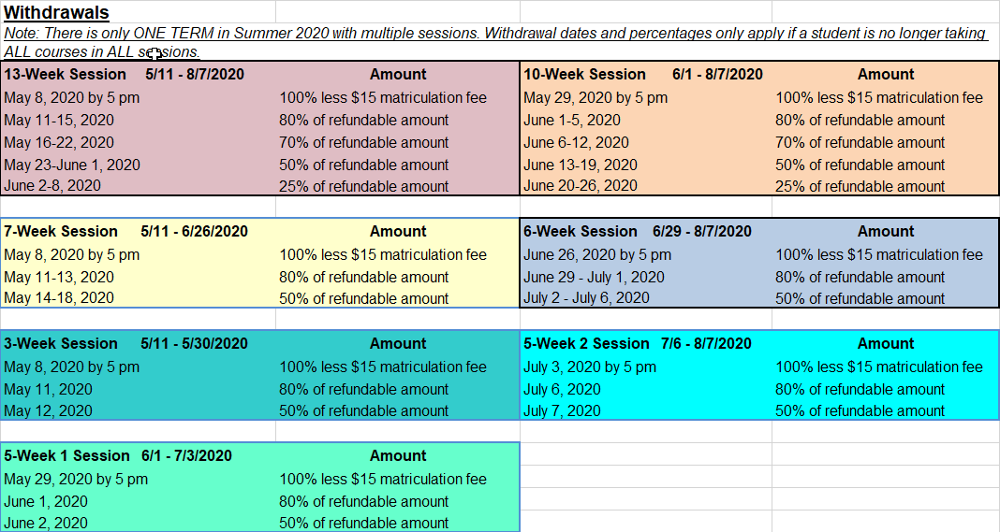 Withdrawals
Note: There is only ONE TERM in Summer 2020 with multiple sessions. Withdrawal dates and percentages only apply if a student is no longer taking
ALL courses in ALL sessions.
13-Week Session 5/11 - 8/7/2020 Amount
May 8, 2020 by 5 pm 100% less $15 matriculation fee
May 11-15, 2020 80% of refundable amount
May 16-22, 2020 70% of refundable amount
May 23-June 1, 2020 50% of refundable amount
June 2-8, 2020 25% of refundable amount
10-Week Session 6/1 - 8/7/2020 Amount
May 29, 2020 by 5 pm 100% less $15 matriculation fee
June 1-5, 2020 80% of refundable amount
June 6-12, 2020 70% of refundable amount
June 13-19, 2020 50% of refundable amount
June 20-26, 2020 25% of refundable amount
7-Week Session 5/11 - 6/26/2020 Amount
May 8, 2020 by 5 pm 100% less $15 matriculation fee
May 11-13, 2020 80% of refundable amount
May 14-18, 2020 50% of refundable amount
6-Week Session 6/29 - 8/7/2020 Amount
June 26, 2020 by 5 pm 100% less $15 matriculation fee
June 29 - July 1, 2020 80% of refundable amount
July 2 - July 6, 2020 50% of refundable amount
3-Week Session 5/11 - 5/30/2020 Amount
May 8, 2020 by 5 pm 100% less $15 matriculation fee
May 11, 2020 80% of refundable amount
May 12, 2020 50% of refundable amount
5-Week 2 Session 7/6 - 8/7/2020 Amount
July 3, 2020 by 5 pm 100% less $15 matriculation fee
July 6, 2020 80% of refundable amount
July 7, 2020 50% of refundable amount
5-Week 1 Session 6/1 - 7/3/2020 Amount
May 29, 2020 by 5 pm 100% less $15 matriculation fee
June 1, 2020 80% of refundable amount
June 2, 2020 50% of refundable amount